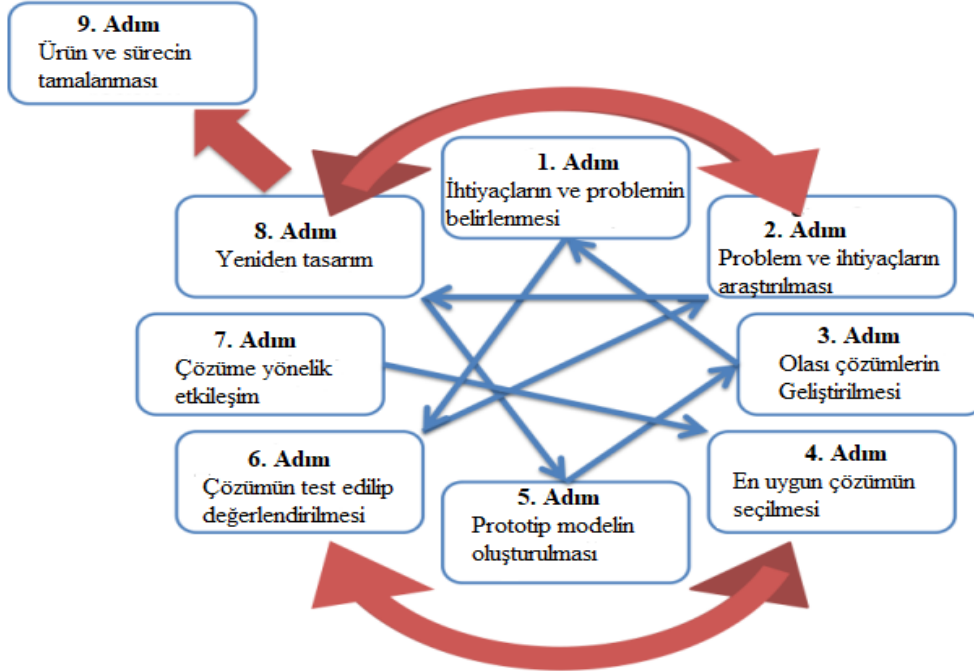 9. Adım
Ürün ve sürecin
tamalanması
1. Adım
İhtiyaçların ve problemin
belirlenmesi
2. Adım
Problem ve ihtiyaçların
araştırılması
3. Adım
Olası çözümlerin
Geliştirilmesi
4. Adım
En uygun çözümün
seçilmesi
5. Adım
Prototip modelin
oluşturulması
6. Adım
Çözümün test edilip
değerlendirilmesi
7. Adım
Çözüme yönelik
etkileşim
8. Adım
Yeniden tasarım